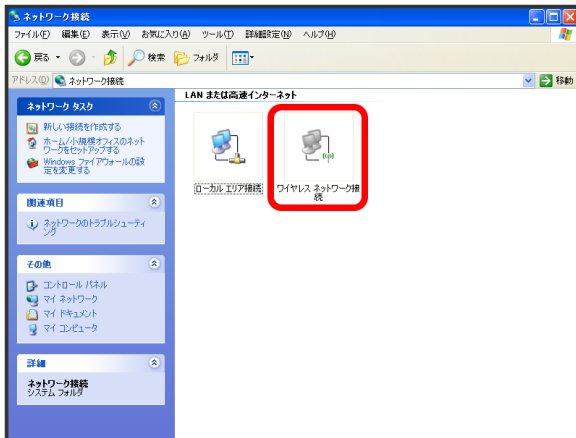 ネットワーク接続
ファイル(F) 編集(E) 表示(V) お気に入り(A) ツール(T) 詳細設定(N) ヘルプ(H)
戻る 検索 フォルダ
アドレス(D) ネットワーク接続 移動
ネットワーク タスク
新しい接続を作成する
ホーム/小規模オフィスのネット
ワークをセットアップする
Windows ファイアウォールの設
定を変更する
関連項目
ネットワークのトラブルシューティ
ング
その他
コントロール パネル
マイ ネットワーク
マイ ドキュメント
マイ コンピュータ
詳細
ネットワーク接続
システム フォルダ
LAN または高速インターネット
ローカル エリア接続
ワイヤレス ネットワーク接
続